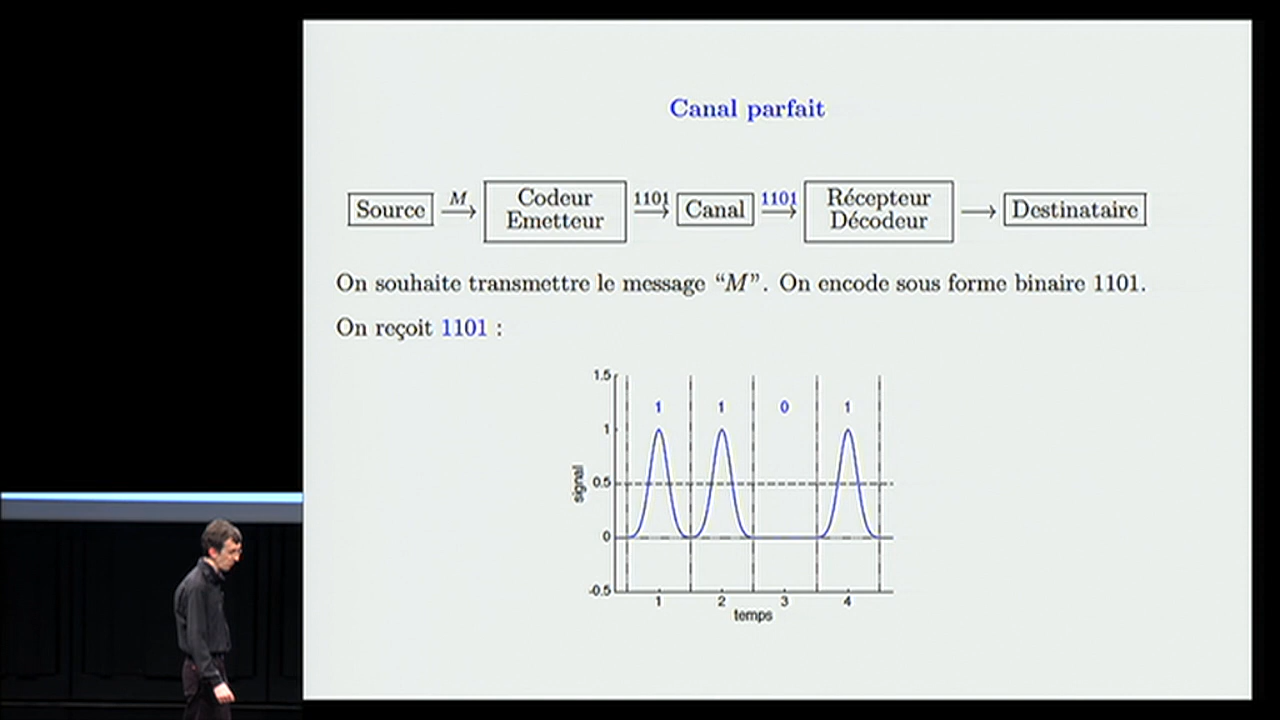 Canal parfait
Source M Codeur Emetteur 1101 Canal 1101 Récepteur Décodeur Destinataire
On souhaite transmettre le message “M”. On encode sous forme binaire 1101.
On reçoit 1101 :
1.5
1 1 0 1
1
signal
0.5
0
-0.5
1 2 3 4
temps